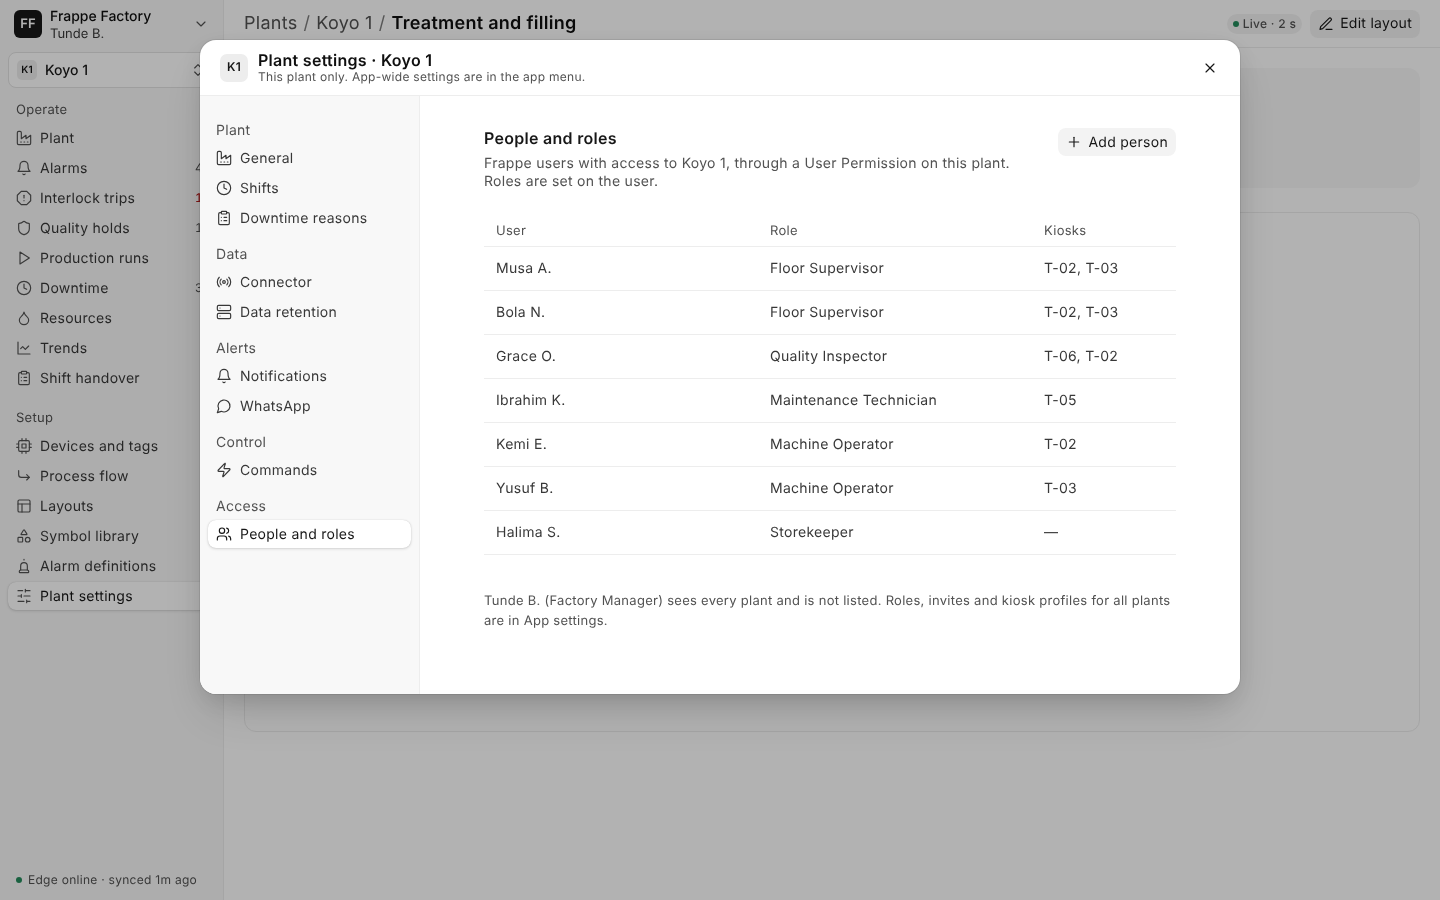 FF
Frappe Factory
Tunde B.
Plants / Koyo 1 / Treatment and filling
Live · 2 s
Edit layout
K1
Koyo 1
Operate
Plant
Alarms
Interlock trips
Quality holds
Production runs
Downtime
Resources
Trends
Shift handover
Setup
Devices and tags
Process flow
Layouts
Symbol library
Alarm definitions
Plant settings
Edge online · synced 1m ago
K1
Plant settings · Koyo 1
This plant only. App-wide settings are in the app menu.
Plant
General
Shifts
Downtime reasons
Data
Connector
Data retention
Alerts
Notifications
WhatsApp
Control
Commands
Access
People and roles
People and roles
Frappe users with access to Koyo 1, through a User Permission on this plant.
Roles are set on the user.
Add person
User Role Kiosks
Musa A. Floor Supervisor T-02, T-03
Bola N. Floor Supervisor T-02, T-03
Grace O. Quality Inspector T-06, T-02
Ibrahim K. Maintenance Technician T-05
Kemi E. Machine Operator T-02
Yusuf B. Machine Operator T-03
Halima S. Storekeeper —
Tunde B. (Factory Manager) sees every plant and is not listed. Roles, invites and kiosk profiles for all plants
are in App settings.